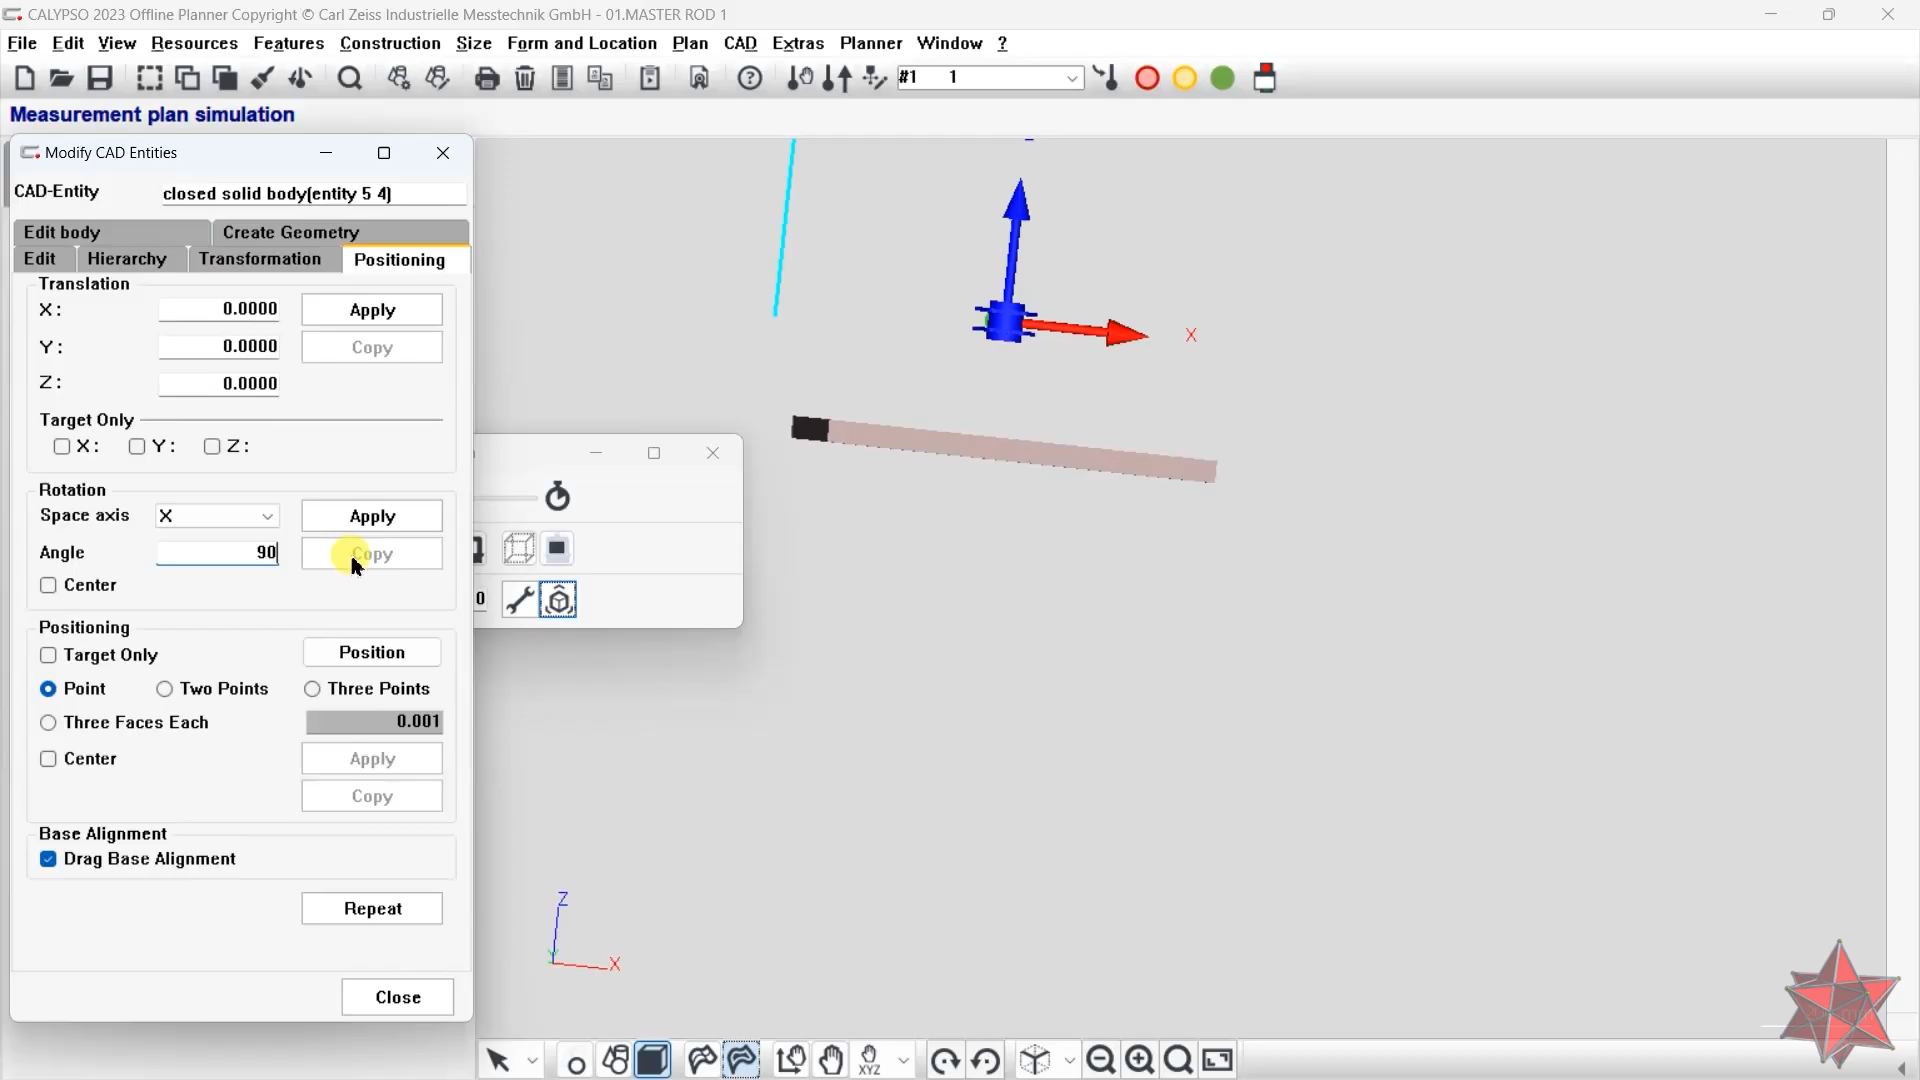 CALYPSO 2023 Offline Planner Copyright © Carl Zeiss Industrielle Messtechnik GmbH - 01.MASTER ROD 1
File Edit View Resources Features Construction Size Form and Location Plan CAD Extras Planner Window ?
#1 1
Measurement plan simulation
Modify CAD Entities
CAD-Entity closed solid body(entity 5 4)
Edit body Create Geometry
Edit Hierarchy Transformation Positioning
Translation
X: 0.0000 Apply
Y: 0.0000 Copy
Z: 0.0000
Target Only
X: Y: Z:
Rotation
Space axis X Apply
Angle 90 Copy
Center
0
Positioning
Target Only Position
Point Two Points Three Points
Three Faces Each 0.001
Center Apply
Copy
Base Alignment
Drag Base Alignment
Repeat
Close
X
Z
Y
X
XYZ